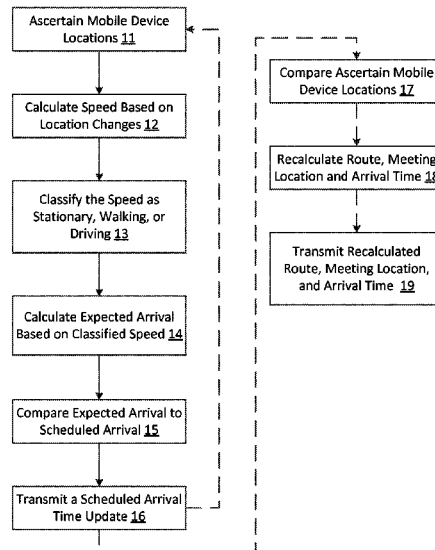 Ascertain Mobile Device
Locations 11
Calculate Speed Based on
Location Changes 12
Classify the Speed as
Stationary, Walking, or
Driving 13
Calculate Expected Arrival
Based on Classified Speed 14
Compare Expected Arrival to
Scheduled Arrival 15
Transmit a Scheduled Arrival
Time Update 16
Compare Ascertain Mobile
Device Locations 17
Recalculate Route, Meeting
Location and Arrival Time 18
Transmit Recalculated
Route, Meeting Location,
and Arrival Time 19